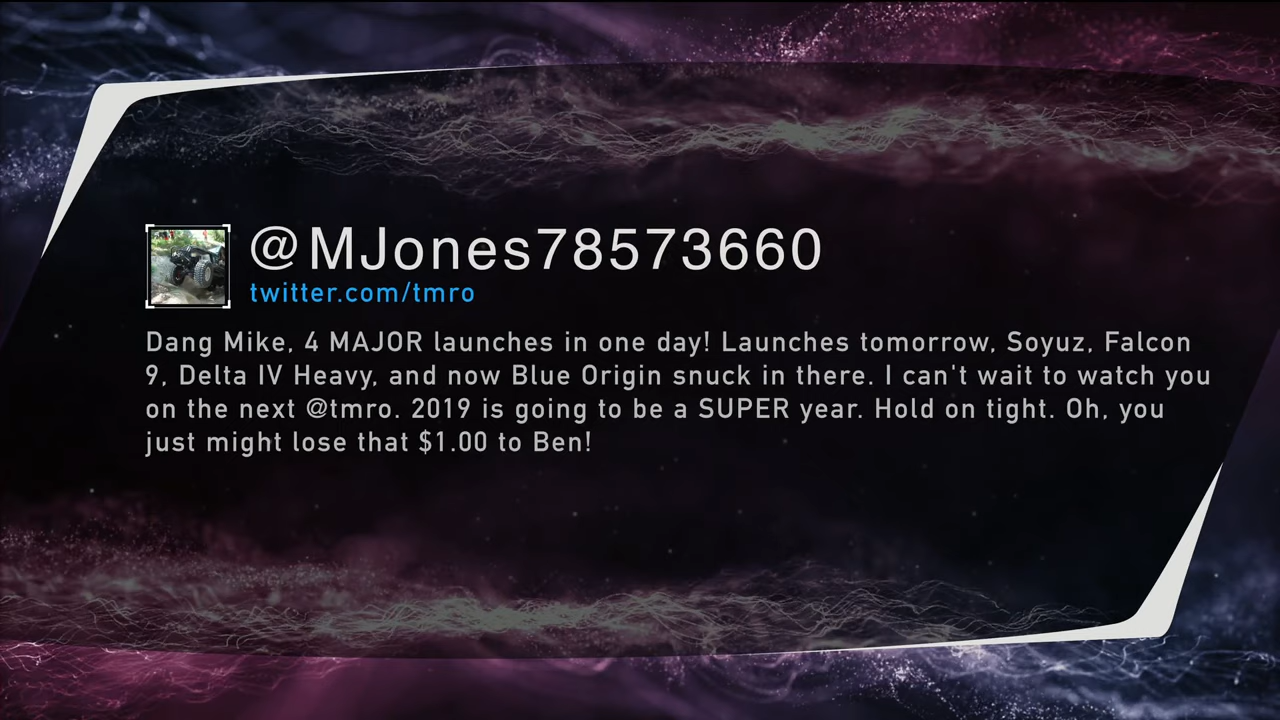 @MJones78573660
twitter.com/tmro
Dang Mike, 4 MAJOR launches in one day! Launches tomorrow, Soyuz, Falcon
9, Delta IV Heavy, and now Blue Origin snuck in there. I can't wait to watch you
on the next @tmro. 2019 is going to be a SUPER year. Hold on tight. Oh, you
just might lose that $1.00 to Ben!